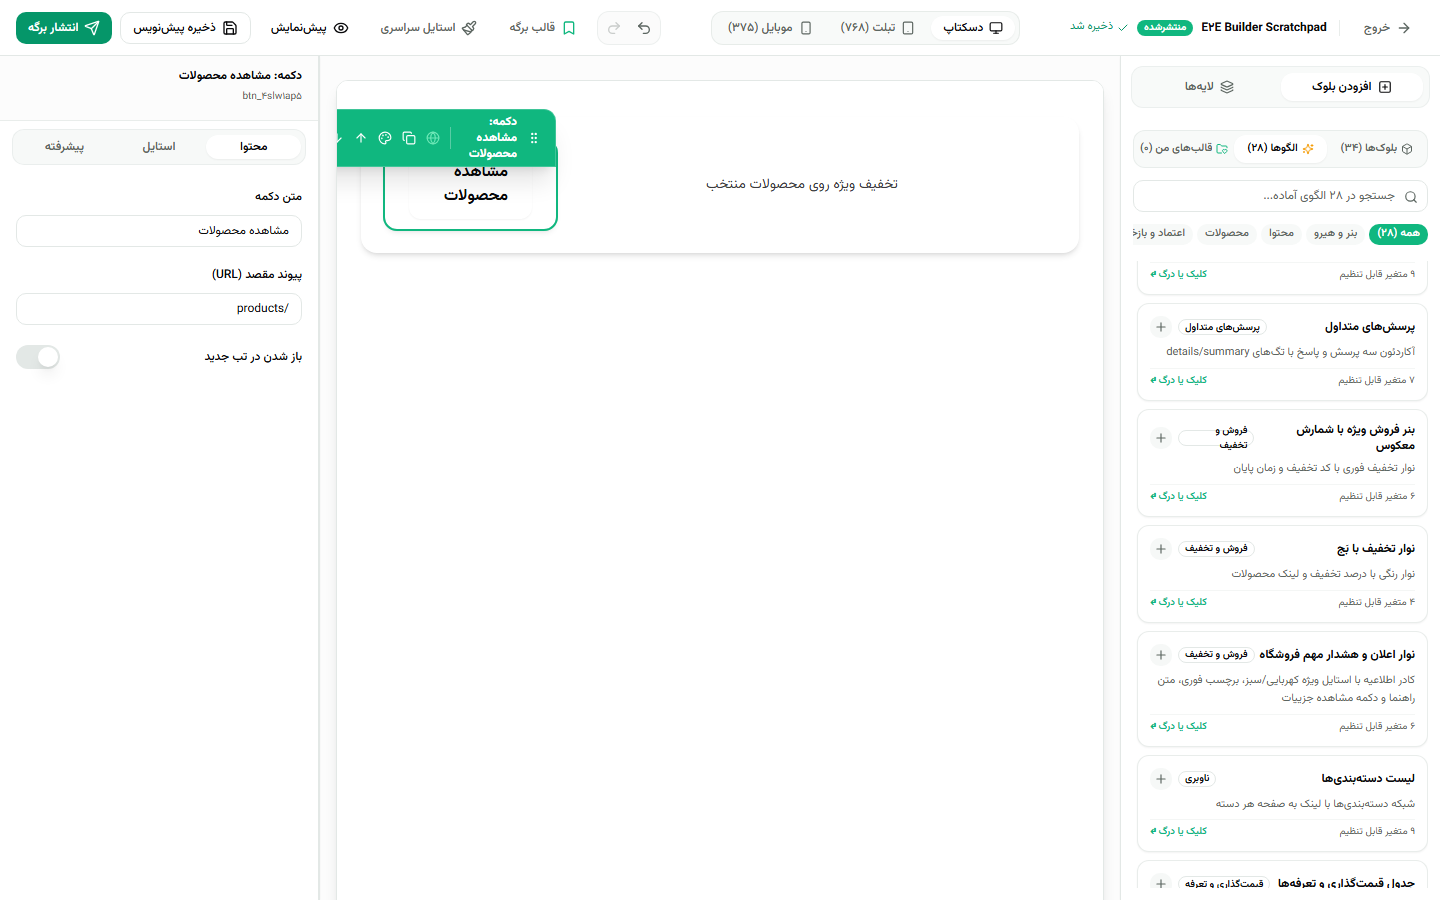 خروج
E۲E Builder Scratchpad
منتشرشده
ذخیره شد
دسکتاپ
تبلت (۷۶۸)
موبایل (۳۷۵)
قالب برگه
استایل سراسری
پیش‌نمایش
ذخیره پیش‌نویس
انتشار برگه
افزودن بلوک
لایه‌ها
بلوک‌ها (۳۴)
الگوها (۲۸)
قالب‌های من (۰)
جستجو در ۲۸ الگوی آماده...
همه (۲۸)
بنر و هیرو
محتوا
محصولات
اعتماد و بازخ
۹ متغیر قابل تنظیم
کلیک یا درگ
پرسش‌های متداول
پرسش‌های متداول
آکاردئون سه پرسش و پاسخ با تگ‌های details/summary
۷ متغیر قابل تنظیم
کلیک یا درگ
بنر فروش ویژه با شمارش
معکوس
فروش و
تخفیف
نوار تخفیف فوری با کد تخفیف و زمان پایان
۶ متغیر قابل تنظیم
کلیک یا درگ
نوار تخفیف با بَج
فروش و تخفیف
نوار رنگی با درصد تخفیف و لینک محصولات
۴ متغیر قابل تنظیم
کلیک یا درگ
نوار اعلان و هشدار مهم فروشگاه
فروش و تخفیف
کادر اطلاعیه با استایل ویژه کهربایی/سبز، برچسب فوری، متن
راهنما و دکمه مشاهده جزییات
۶ متغیر قابل تنظیم
کلیک یا درگ
لیست دسته‌بندی‌ها
ناوبری
شبکه دسته‌بندی‌ها با لینک به صفحه هر دسته
۹ متغیر قابل تنظیم
کلیک یا درگ
جدول قیمت‌گذاری و تعرفه‌ها
قیمت‌گذاری و تعرفه
دکمه:
مشاهده
محصولات
تخفیف ویژه روی محصولات منتخب
مشاهده
محصولات
دکمه: مشاهده محصولات
btn_۴slw۱ap۵
محتوا
استایل
پیشرفته
متن دکمه
مشاهده محصولات
پیوند مقصد (URL)
products/
باز شدن در تب جدید